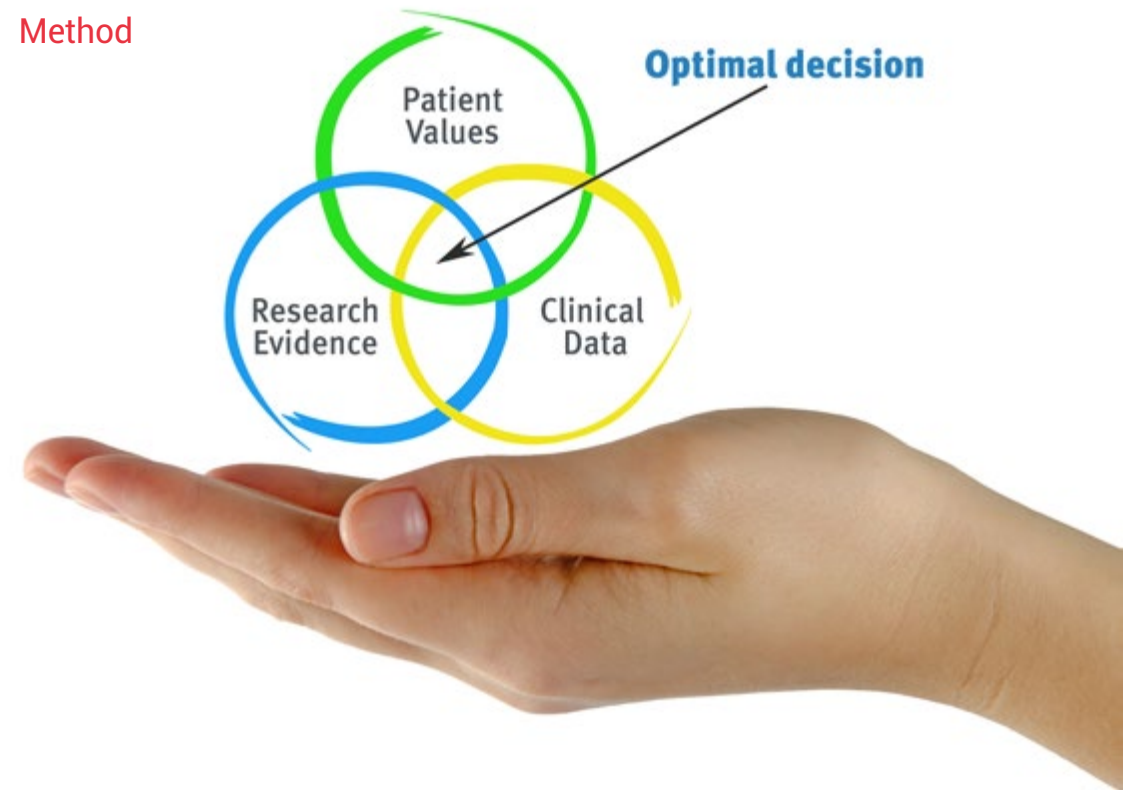 Method
Optimal decision
Patient
Values
Research
Evidence
Clinical
Data